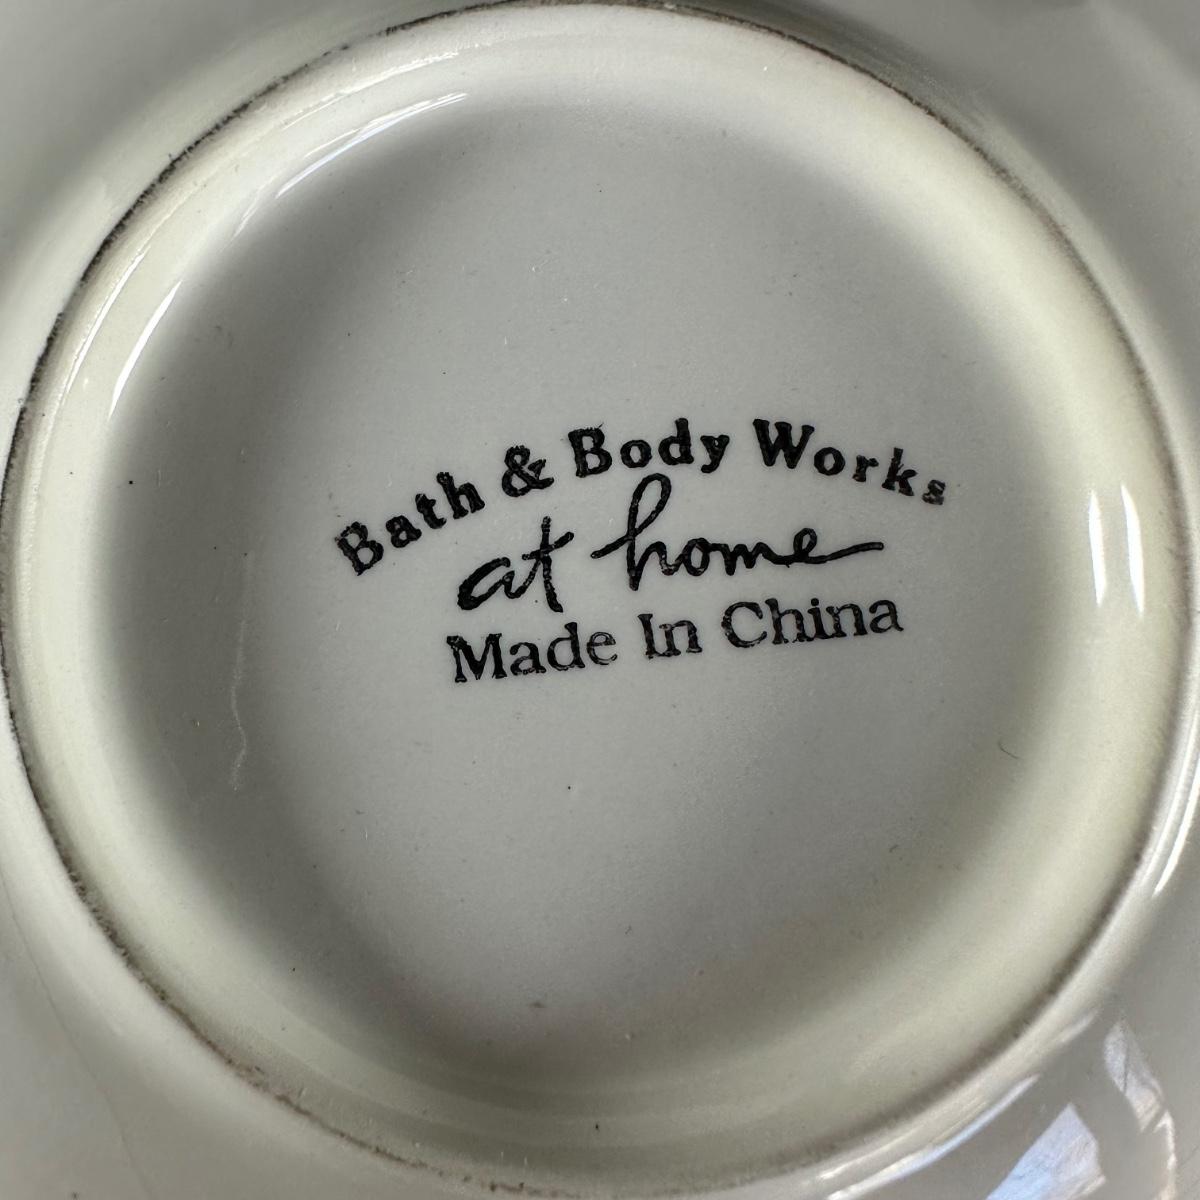 Bath & Body Works
at home
Made In China